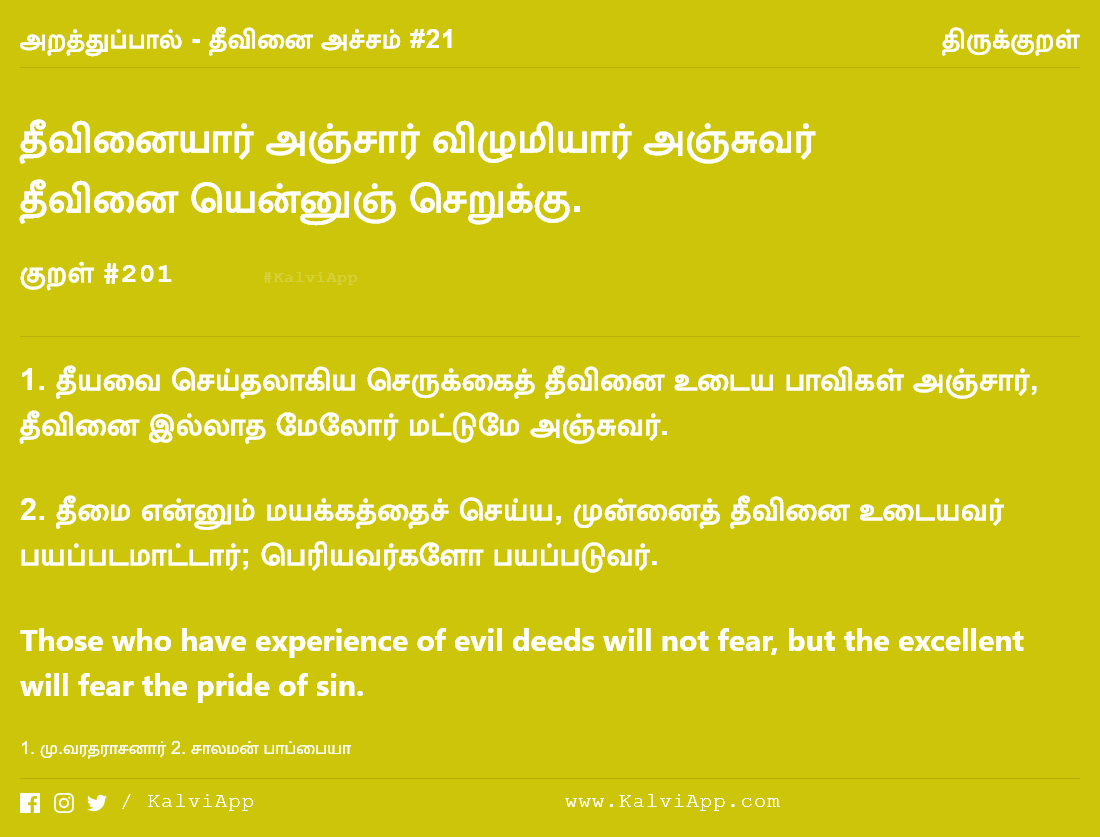 அறத்துப்பால் - தீவினை அச்சம் #21 திருக்குறள்
தீவினையார் அஞ்சார் விழுமியார் அஞ்சுவர்
தீவினை யென்னுஞ் செறுக்கு.
குறள் #201 #KalviApp
1. தீயவை செய்தலாகிய செருக்கைத் தீவினை உடைய பாவிகள் அஞ்சார்,
தீவினை இல்லாத மேலோர் மட்டுமே அஞ்சுவர்.
2. தீமை என்னும் மயக்கத்தைச் செய்ய, முன்னைத் தீவினை உடையவர்
பயப்படமாட்டார்; பெரியவர்களோ பயப்படுவர்.
Those who have experience of evil deeds will not fear, but the excellent
will fear the pride of sin.
1. மு.வரதராசனார் 2. சாலமன் பாப்பையா
/ KalviApp www.KalviApp.com